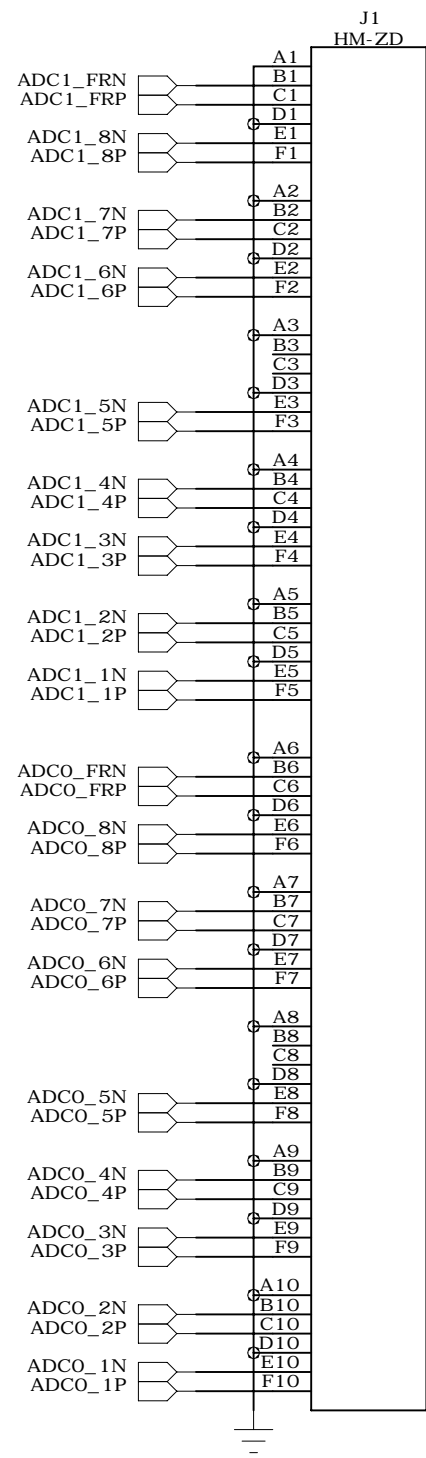 J1
HM-ZD
A1
ADC1_FRN B1
ADC1_FRP C1
D1
ADC1_8N E1
ADC1_8P F1
A2
ADC1_7N B2
ADC1_7P C2
D2
ADC1_6N E2
ADC1_6P F2
A3
B3
C3
D3
ADC1_5N E3
ADC1_5P F3
A4
ADC1_4N B4
ADC1_4P C4
D4
ADC1_3N E4
ADC1_3P F4
A5
ADC1_2N B5
ADC1_2P C5
D5
ADC1_1N E5
ADC1_1P F5
A6
ADC0_FRN B6
ADC0_FRP C6
D6
ADC0_8N E6
ADC0_8P F6
A7
ADC0_7N B7
ADC0_7P C7
D7
ADC0_6N E7
ADC0_6P F7
A8
B8
C8
D8
ADC0_5N E8
ADC0_5P F8
A9
ADC0_4N B9
ADC0_4P C9
D9
ADC0_3N E9
ADC0_3P F9
A10
ADC0_2N B10
ADC0_2P C10
D10
ADC0_1N E10
ADC0_1P F10